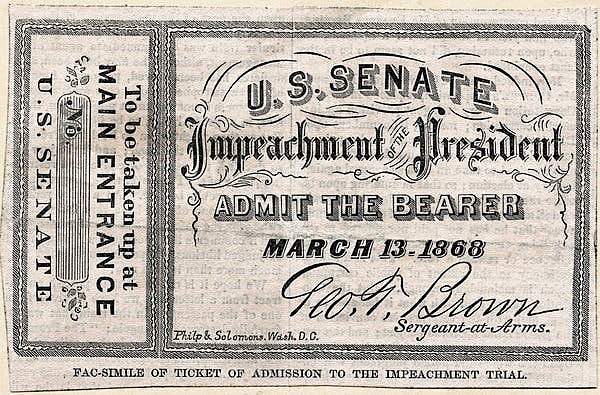 To be taken up at
MAIN ENTRANCE
No.
U.S. SENATE
U.S. SENATE
Impeachment OF THE President
ADMIT THE BEARER
MARCH 13-1868
Geo. T. Brown
Sergeant-at-Arms.
Philp & Solomons. Wash. D.C.
FAC-SIMILE OF TICKET OF ADMISSION TO THE IMPEACHMENT TRIAL.